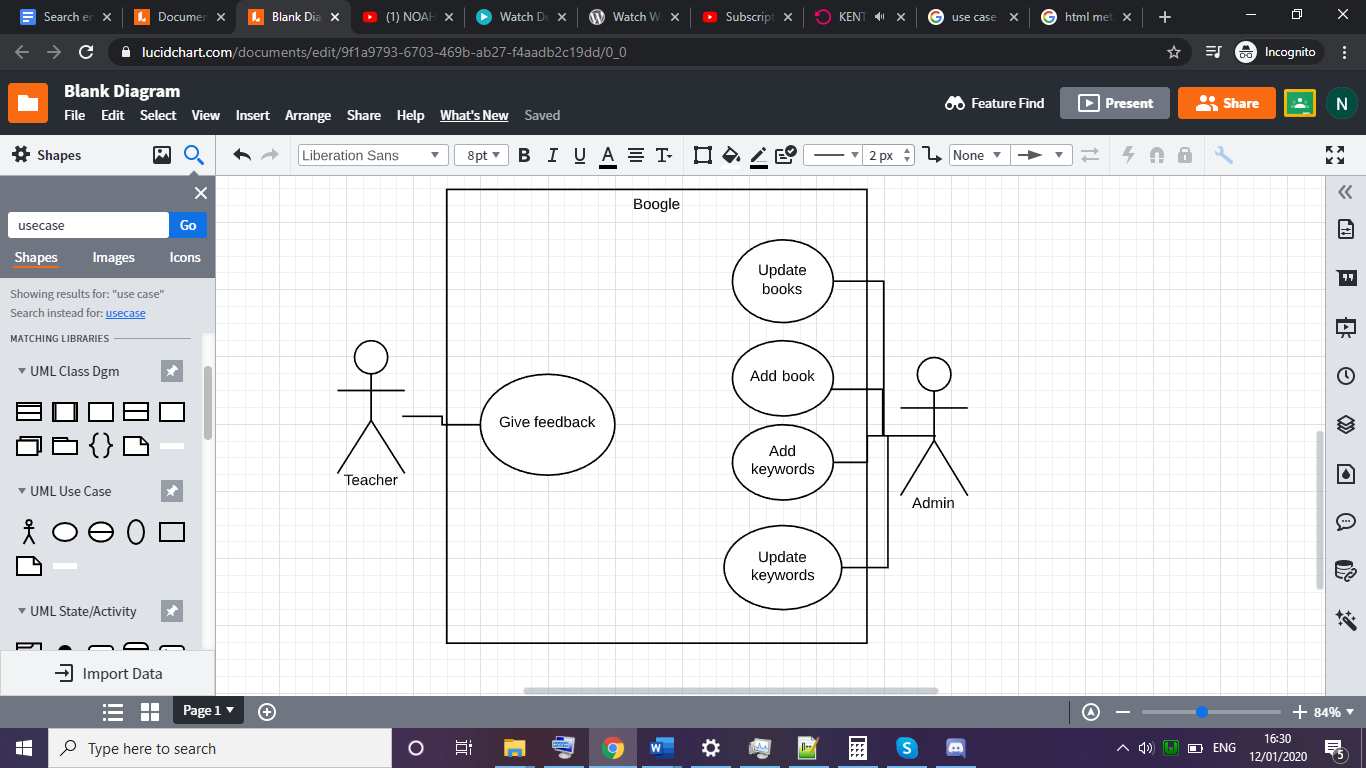 Search en
Documen
Blank Dia
(1) NOAH
Watch De
Watch W
Subscript
KENT
use case
html met
lucidchart.com/documents/edit/9f1a9793-6703-469b-ab27-f4aadb2c19dd/0_0
Incognito
Blank Diagram
File Edit Select View Insert Arrange Share Help What's New Saved
Feature Find
Present
Share
N
Shapes
Liberation Sans
8pt
B I U A T
2 px
None
usecase
Go
Shapes Images Icons
Showing results for: "use case"
Search instead for: usecase
MATCHING LIBRARIES
UML Class Dgm
UML Use Case
UML State/Activity
Import Data
Boogle
Update
books
Add book
Add
keywords
Update
keywords
Give feedback
Teacher
Admin
Page 1
84%
Type here to search
ENG
16:30
12/01/2020
5